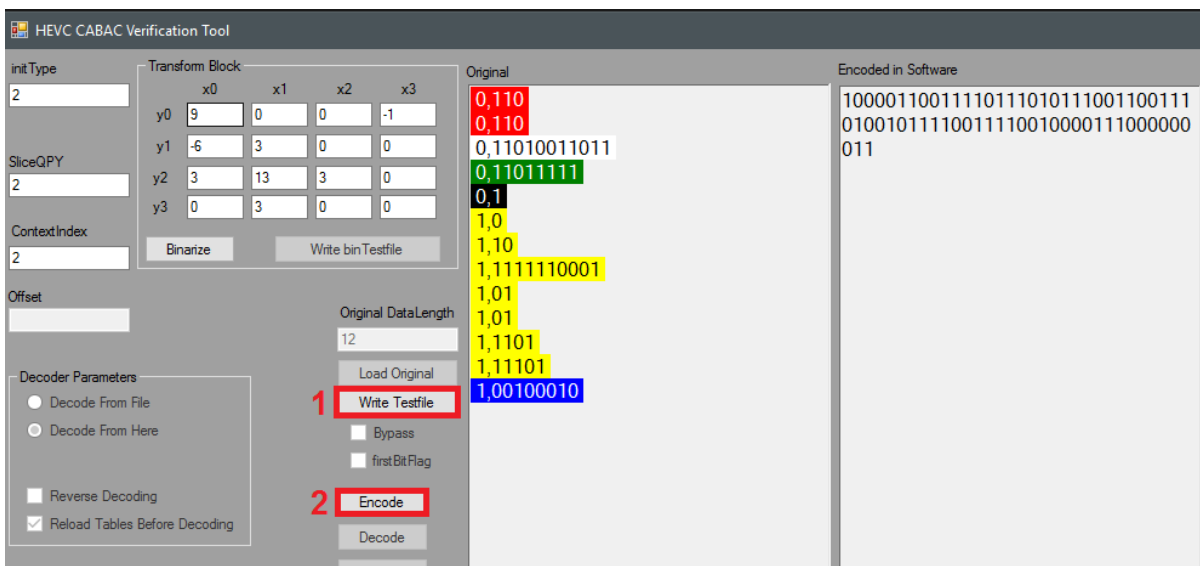 HEVC CABAC Verification Tool
initType
2
SliceQPY
2
ContextIndex
2
Offset
Transform Block
x0 x1 x2 x3
y0 9 0 0 -1
y1 -6 3 0 0
y2 3 13 3 0
y3 0 3 0 0
Binarize Write binTestfile
Original DataLength
12
Load Original
1 Write Testfile
Bypass
firstBitFlag
2 Encode
Decode
Decoder Parameters
Decode From File
Decode From Here
Reverse Decoding
Reload Tables Before Decoding
Original
0,110
0,110
0,11010011011
0,11011111
0,1
1,0
1,10
1,1111110001
1,01
1,01
1,1101
1,11101
1,00100010
Encoded in Software
10000110011110111010111001100111
01001011110011110010000111000000
011